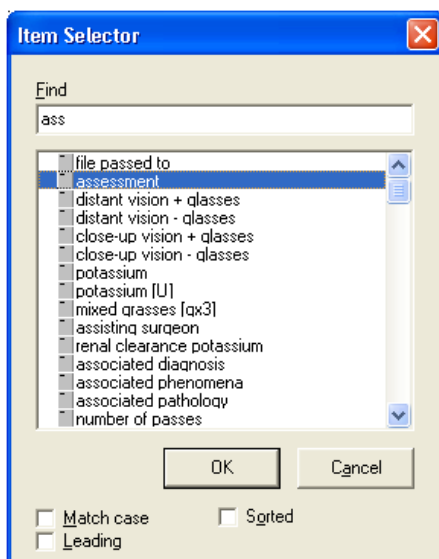 Item Selector
Find
ass
file passed to
assessment
distant vision + glasses
distant vision - glasses
close-up vision + glasses
close-up vision - glasses
potassium
potassium [U]
mixed grasses [gx3]
assisting surgeon
renal clearance potassium
associated diagnosis
associated phenomena
associated pathology
number of passes
OK Cancel
Match case Sorted
Leading